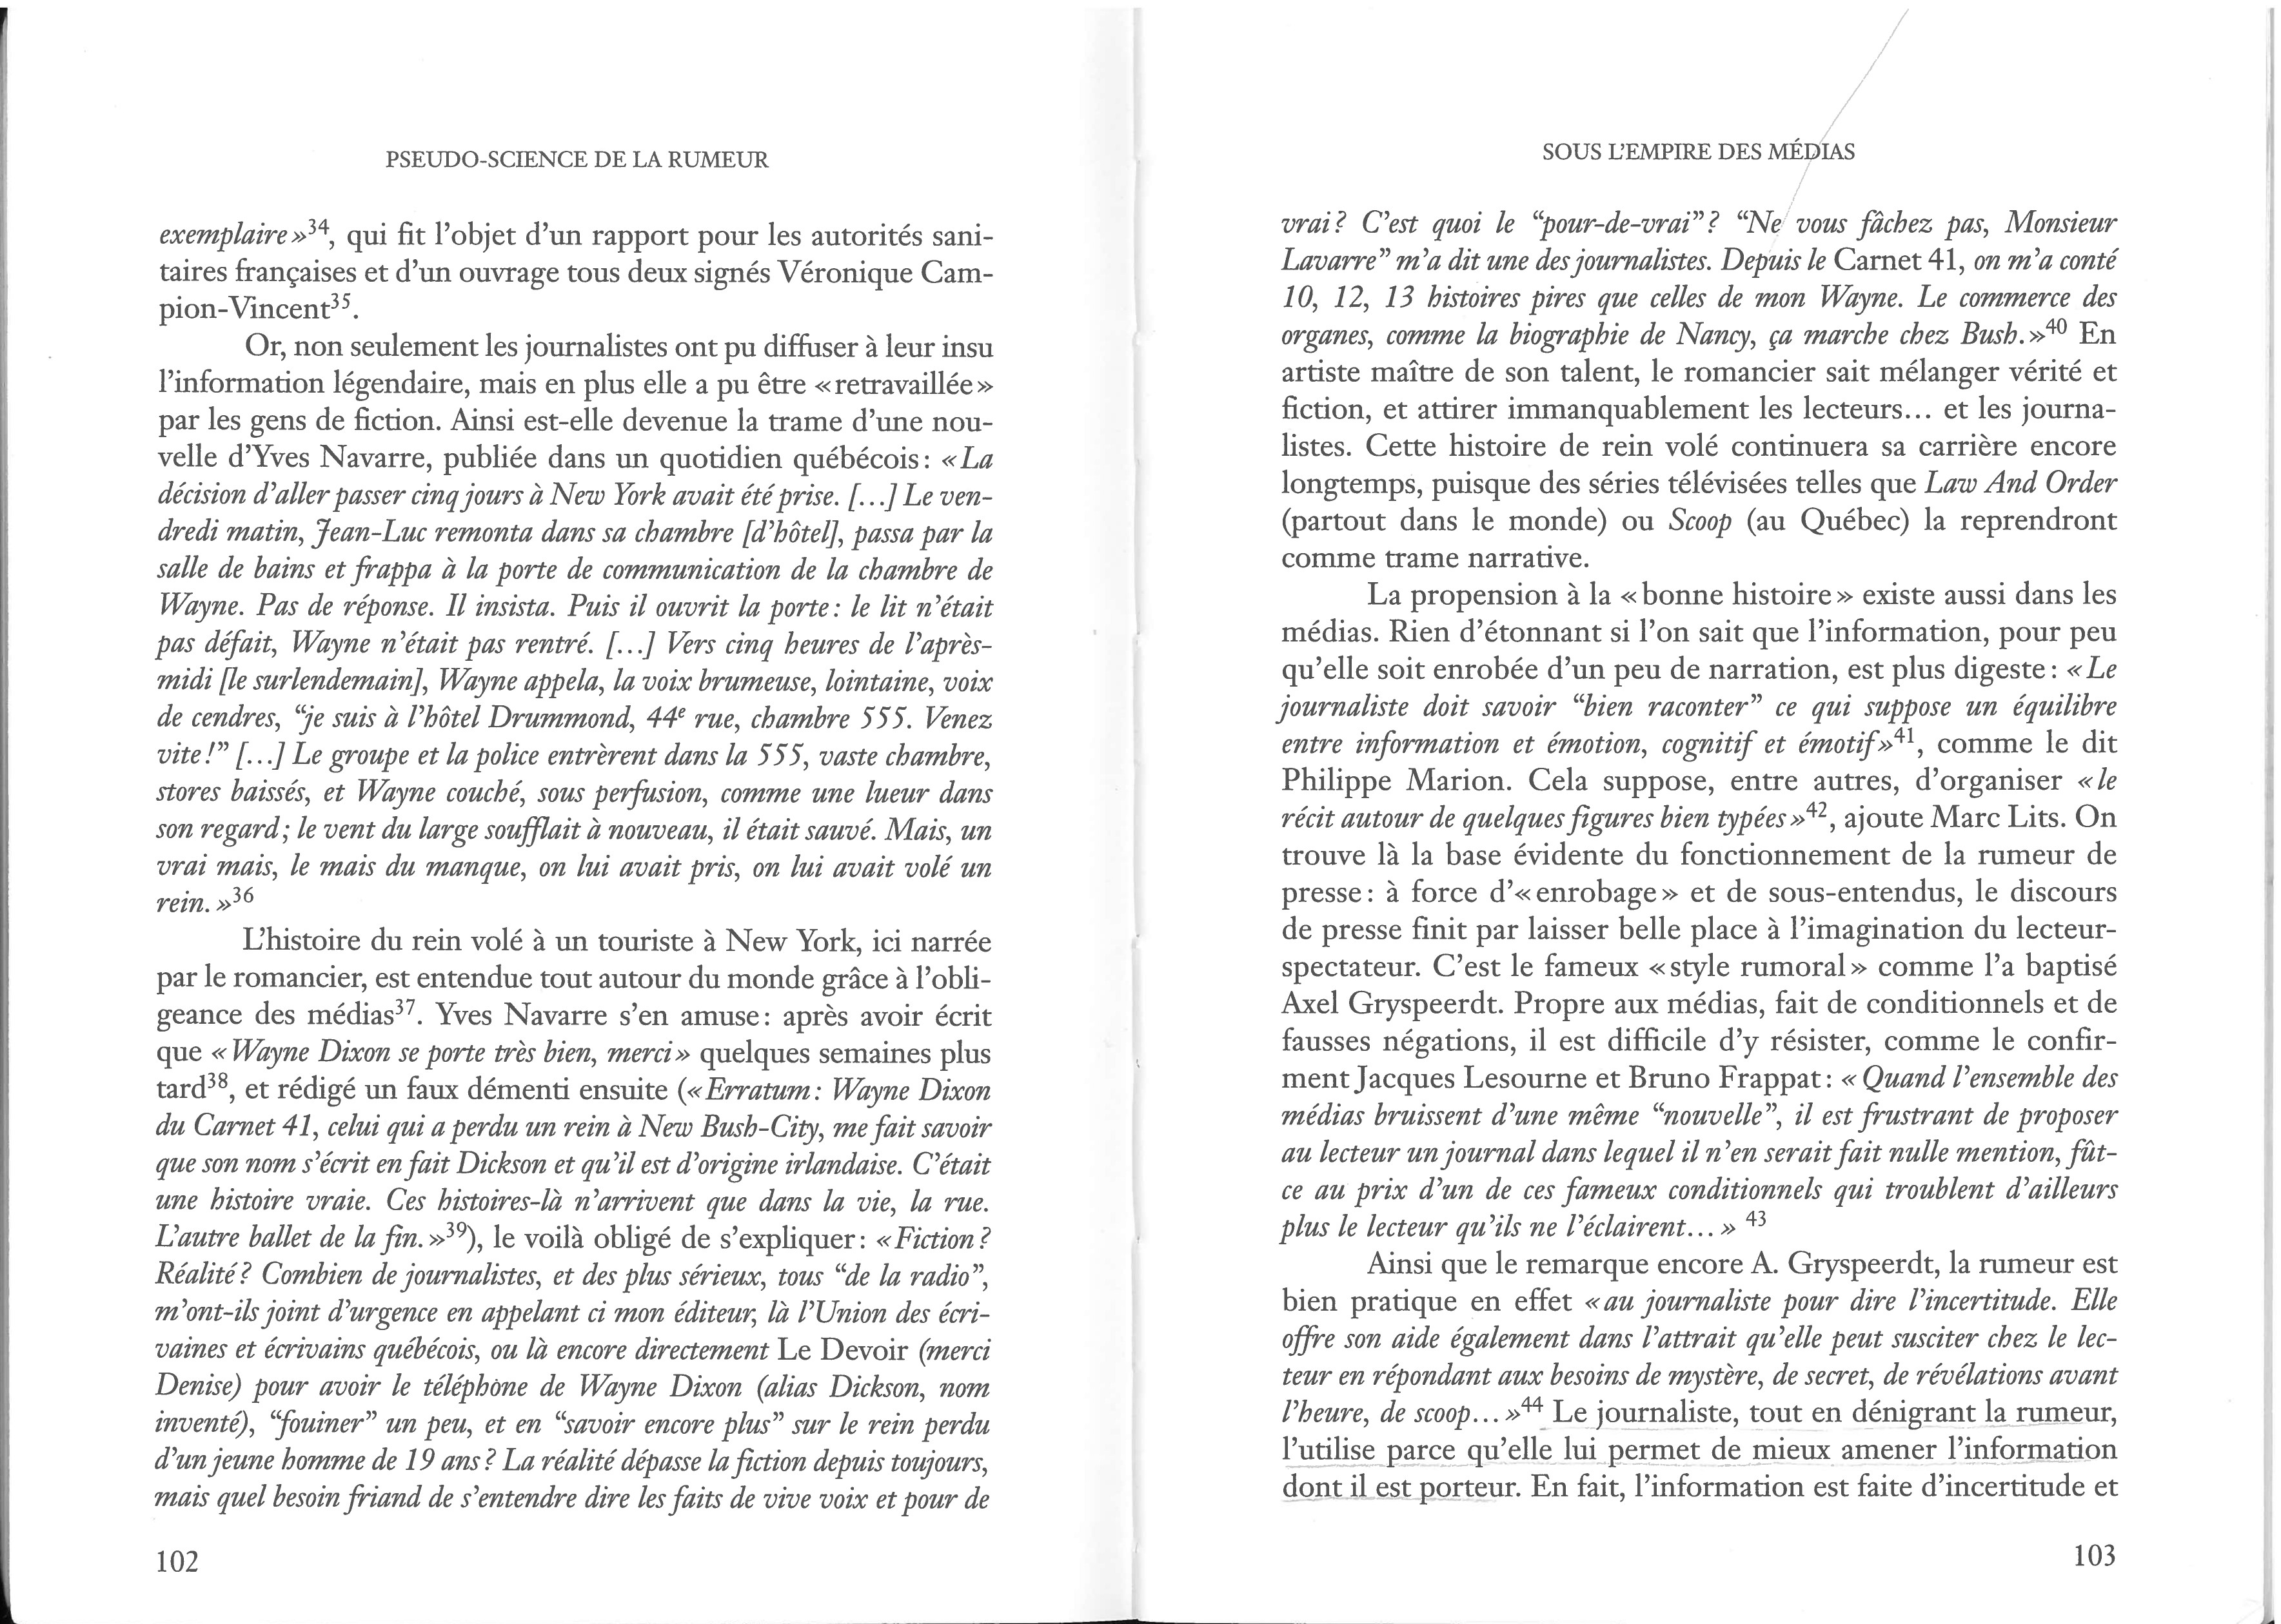 PSEUDO-SCIENCE DE LA RUMEUR
exemplaire»34, qui fit l'objet d'un rapport pour les autorités sani-
taires françaises et d'un ouvrage tous deux signés Véronique Cam-
pion-Vincent35.
Or, non seulement les journalistes ont pu diffuser à leur insu
l'information légendaire, mais en plus elle a pu être «retravaillée»
par les gens de fiction. Ainsi est-elle devenue la trame d'une nou-
velle d'Yves Navarre, publiée dans un quotidien québécois: «La
décision d'aller passer cinq jours à New York avait été prise. [...] Le ven-
dredi matin, Jean-Luc remonta dans sa chambre [d'hôtel], passa par la
salle de bains et frappa à la porte de communication de la chambre de
Wayne. Pas de réponse. Il insista. Puis il ouvrit la porte: le lit n'était
pas défait, Wayne n'était pas rentré. [...] Vers cinq heures de l'après-
midi [le surlendemain], Wayne appela, la voix brumeuse, lointaine, voix
de cendres, “je suis à l'hôtel Drummond, 44e rue, chambre 555. Venez
vite!” [...] Le groupe et la police entrèrent dans la 555, vaste chambre,
stores baissés, et Wayne couché, sous perfusion, comme une lueur dans
son regard; le vent du large soufflait à nouveau, il était sauvé. Mais, un
vrai mais, le mais du manque, on lui avait pris, on lui avait volé un
rein.»36
L'histoire du rein volé à un touriste à New York, ici narrée
par le romancier, est entendue tout autour du monde grâce à l'obli-
geance des médias37. Yves Navarre s'en amuse: après avoir écrit
que «Wayne Dixon se porte très bien, merci» quelques semaines plus
tard38, et rédigé un faux démenti ensuite («Erratum: Wayne Dixon
du Carnet 41, celui qui a perdu un rein à New Bush-City, me fait savoir
que son nom s'écrit en fait Dickson et qu'il est d'origine irlandaise. C'était
une histoire vraie. Ces histoires-là n'arrivent que dans la vie, la rue.
L'autre ballet de la fin.»39), le voilà obligé de s'expliquer: «Fiction?
Réalité? Combien de journalistes, et des plus sérieux, tous “de la radio”,
m'ont-ils joint d'urgence en appelant ci mon éditeur, là l'Union des écri-
vaines et écrivains québécois, ou là encore directement Le Devoir (merci
Denise) pour avoir le téléphone de Wayne Dixon (alias Dickson, nom
inventé), “fouiner” un peu, et en “savoir encore plus” sur le rein perdu
d'un jeune homme de 19 ans? La réalité dépasse la fiction depuis toujours,
mais quel besoin friand de s'entendre dire les faits de vive voix et pour de
102
SOUS L'EMPIRE DES MÉDIAS
vrai? C'est quoi le “pour-de-vrai”? “Ne vous fâchez pas, Monsieur
Lavarre” m'a dit une des journalistes. Depuis le Carnet 41, on m'a conté
10, 12, 13 histoires pires que celles de mon Wayne. Le commerce des
organes, comme la biographie de Nancy, ça marche chez Bush.»40 En
artiste maître de son talent, le romancier sait mélanger vérité et
fiction, et attirer immanquablement les lecteurs... et les journa-
listes. Cette histoire de rein volé continuera sa carrière encore
longtemps, puisque des séries télévisées telles que Law And Order
(partout dans le monde) ou Scoop (au Québec) la reprendront
comme trame narrative.
La propension à la «bonne histoire» existe aussi dans les
médias. Rien d'étonnant si l'on sait que l'information, pour peu
qu'elle soit enrobée d'un peu de narration, est plus digeste: «Le
journaliste doit savoir “bien raconter” ce qui suppose un équilibre
entre information et émotion, cognitif et émotif»41, comme le dit
Philippe Marion. Cela suppose, entre autres, d'organiser «le
récit autour de quelques figures bien typées»42, ajoute Marc Lits. On
trouve là la base évidente du fonctionnement de la rumeur de
presse: à force d'«enrobage» et de sous-entendus, le discours
de presse finit par laisser belle place à l'imagination du lecteur-
spectateur. C'est le fameux «style rumoral» comme l'a baptisé
Axel Gryspeerdt. Propre aux médias, fait de conditionnels et de
fausses négations, il est difficile d'y résister, comme le confir-
ment Jacques Lesourne et Bruno Frappat: «Quand l'ensemble des
médias bruissent d'une même “nouvelle”, il est frustrant de proposer
au lecteur un journal dans lequel il n'en serait fait nulle mention, fût-
ce au prix d'un de ces fameux conditionnels qui troublent d'ailleurs
plus le lecteur qu'ils ne l'éclairent...» 43
Ainsi que le remarque encore A. Gryspeerdt, la rumeur est
bien pratique en effet «au journaliste pour dire l'incertitude. Elle
offre son aide également dans l'attrait qu'elle peut susciter chez le lec-
teur en répondant aux besoins de mystère, de secret, de révélations avant
l'heure, de scoop...»44 Le journaliste, tout en dénigrant la rumeur,
l'utilise parce qu'elle lui permet de mieux amener l'information
dont il est porteur. En fait, l'information est faite d'incertitude et
103